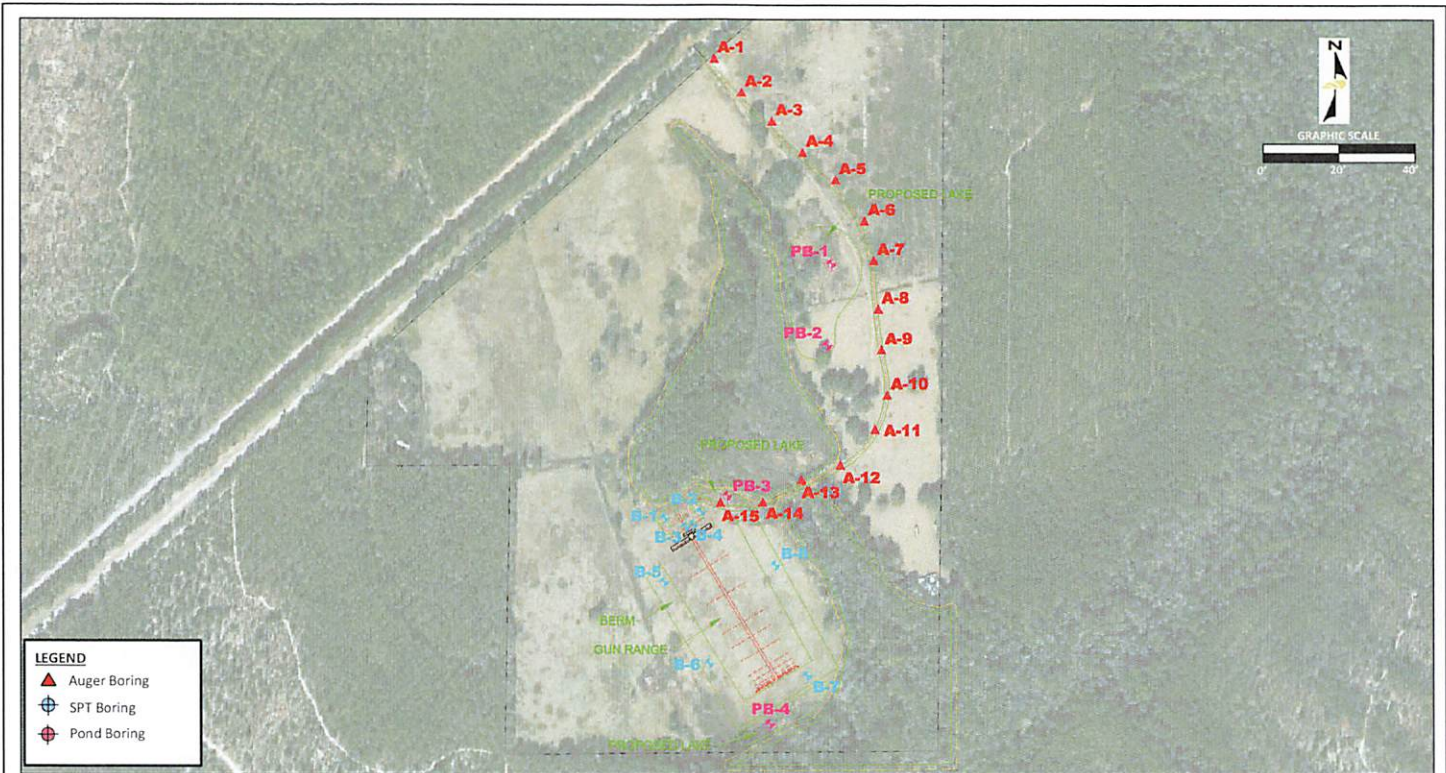 A-1
N
A-2
A-3
GRAPHIC SCALE
A-4
0' 20' 40'
A-5
PROPOSED LAKE
A-6
PB-1
A-7
A-8
PB-2
A-9
A-10
A-11
PROPOSED LAKE
A-12
A-13
PB-3
B-2
A-15
A-14
B-1
B-3
B-4
B-8
B-5
BERM
GUN RANGE
B-6
B-7
PB-4
PROPOSED LAKE
LEGEND
Auger Boring
SPT Boring
Pond Boring